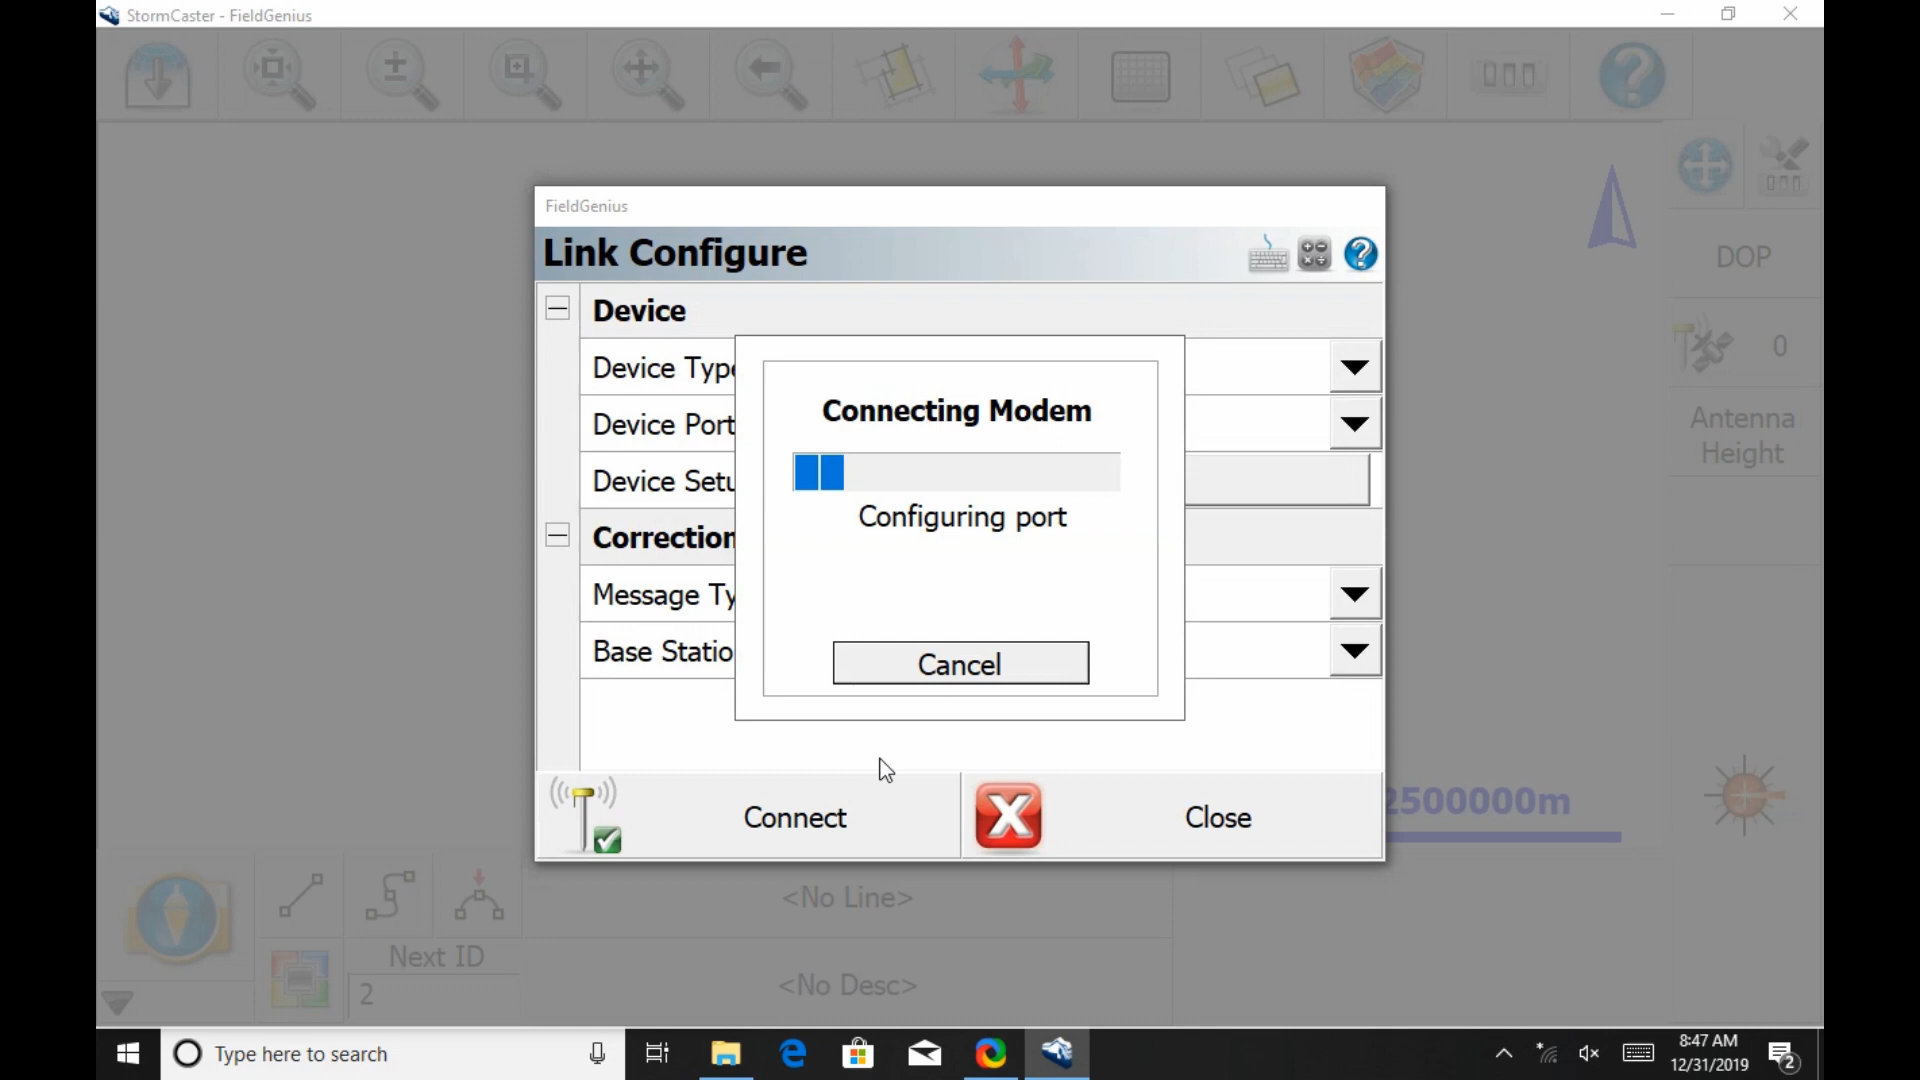 StormCaster - FieldGenius
DOP
0
Antenna
Height
FieldGenius
Link Configure
Device
Device Type
Device Port
Device Setu
Correction
Message Ty
Base Statio
Connecting Modem
Configuring port
Cancel
Connect
Close
2500000m
<No Line>
Next ID
2
<No Desc>
Type here to search
8:47 AM
12/31/2019
2